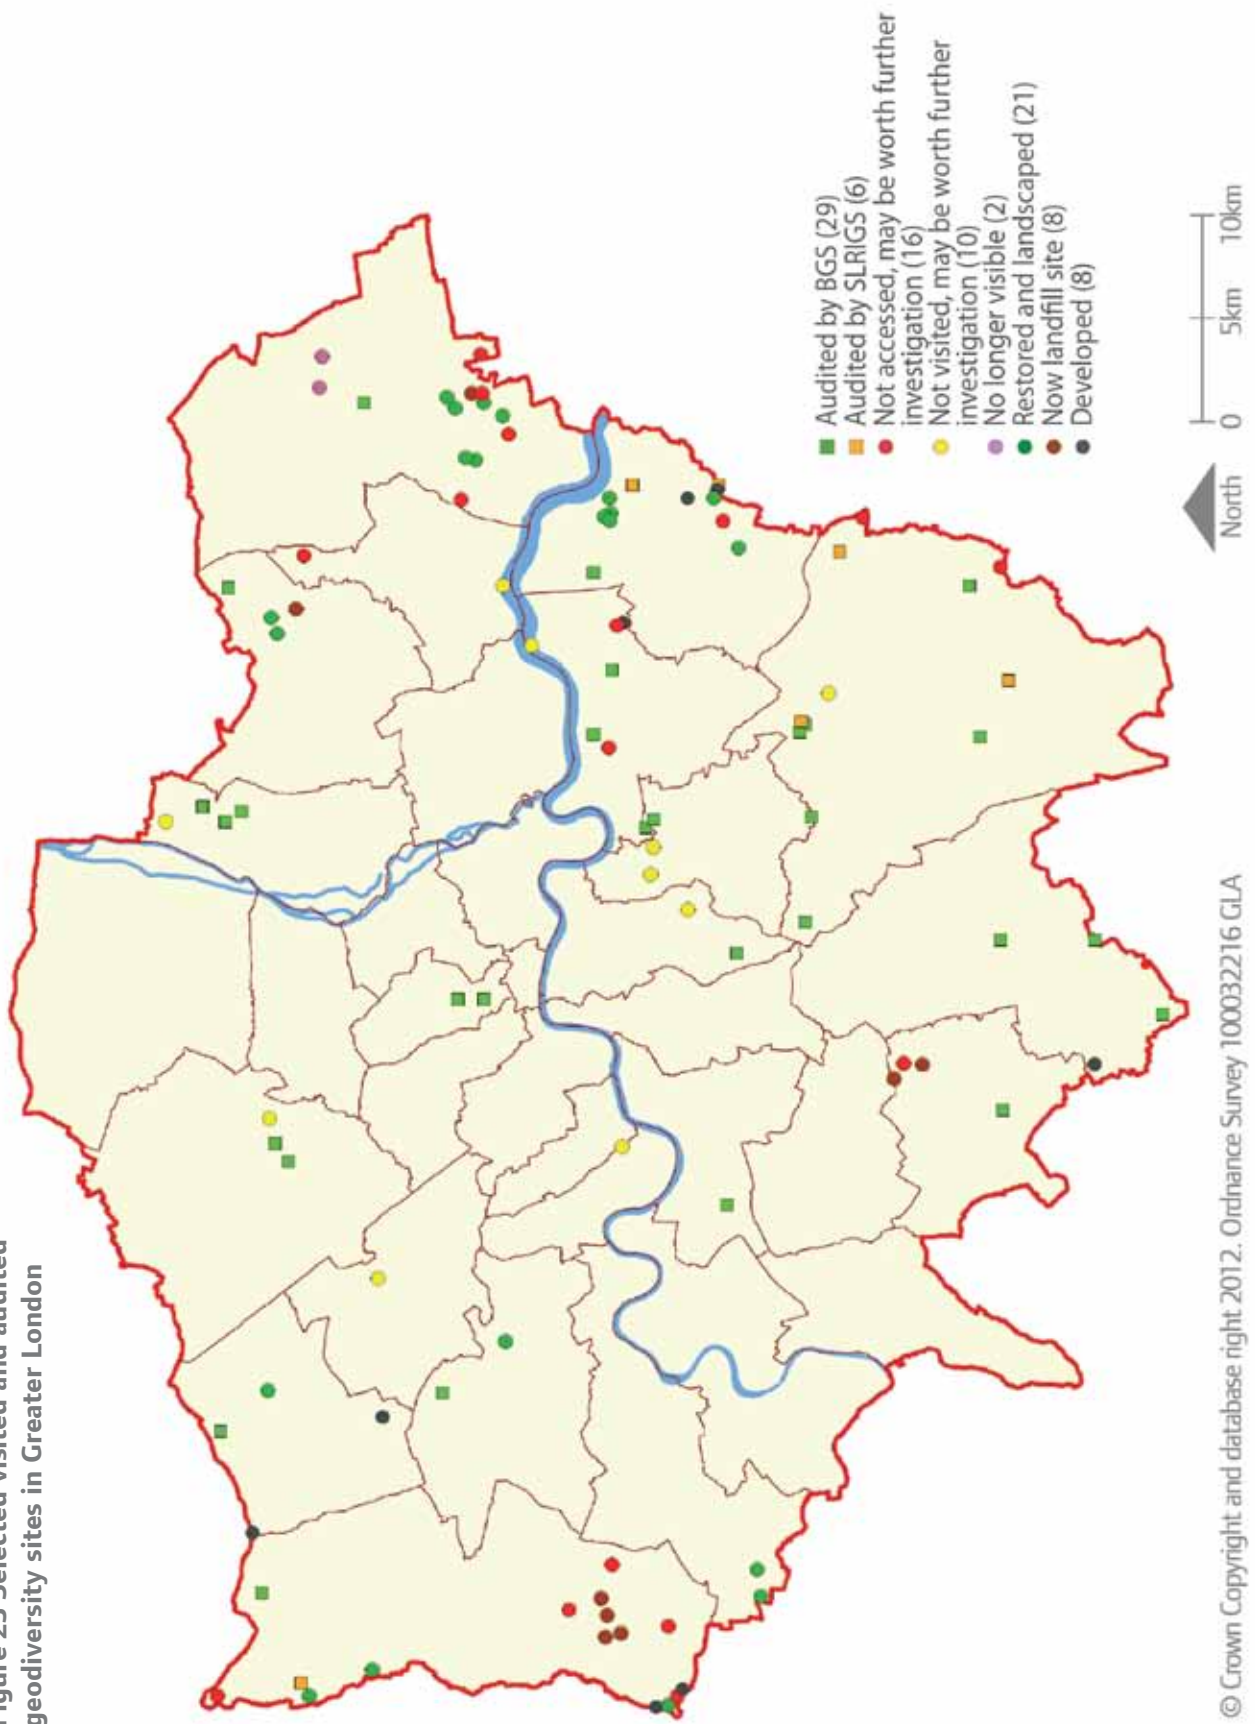 Figure 25 Selected visited and audited
geodiversity sites in Greater London
Audited by BGS (29)
Audited by SLRIGS (6)
Not accessed, may be worth further
investigation (16)
Not visited, may be worth further
investigation (10)
No longer visible (2)
Restored and landscaped (21)
Now landfill site (8)
Developed (8)
North
0 5km 10km
© Crown Copyright and database right 2012. Ordnance Survey 100032216 GLA